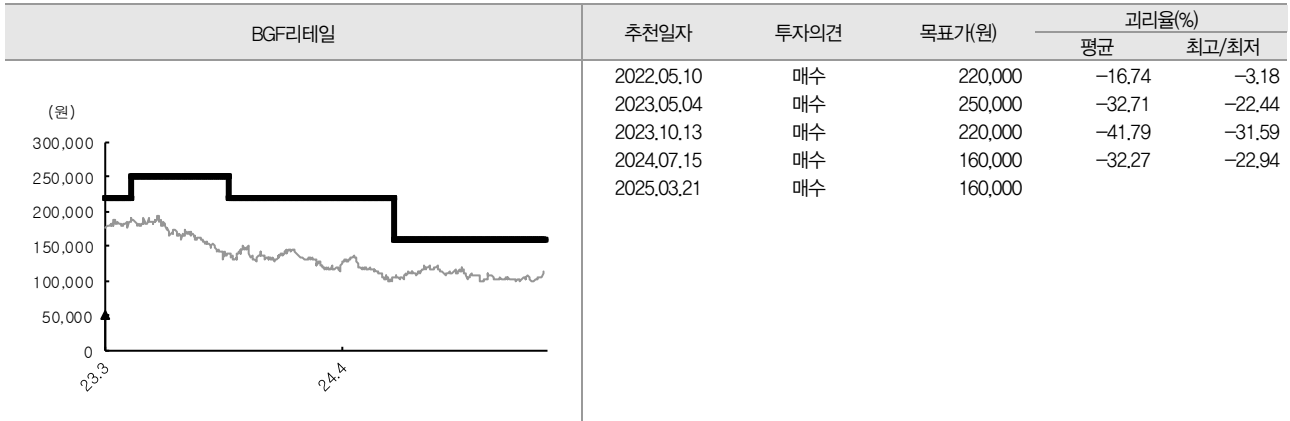 BGF리테일 추천일자 투자의견 목표가(원) 괴리율(%)
평균 최고/최저
2022.05.10 매수 220,000 -16.74 -3.18
2023.05.04 매수 250,000 -32.71 -22.44
2023.10.13 매수 220,000 -41.79 -31.59
2024.07.15 매수 160,000 -32.27 -22.94
2025.03.21 매수 160,000
(원)
300,000
250,000
200,000
150,000
100,000
50,000
0
23.3 24.4